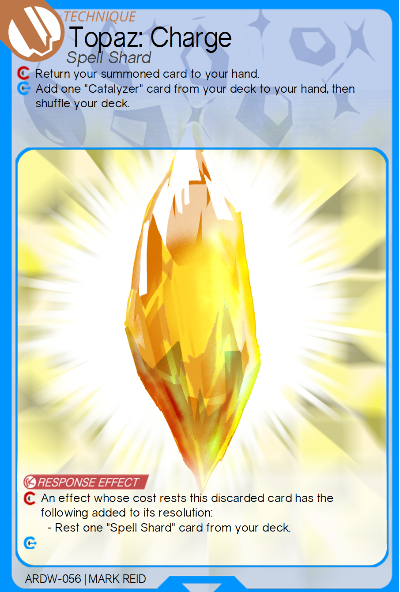 TECHNIQUE
Topaz: Charge
Spell Shard
Return your summoned card to your hand.
Add one "Catalyzer" card from your deck to your hand, then
shuffle your deck.
RESPONSE EFFECT
An effect whose cost rests this discarded card has the
following added to its resolution:
- Rest one "Spell Shard" card from your deck.
ARDW-056 | MARK REID